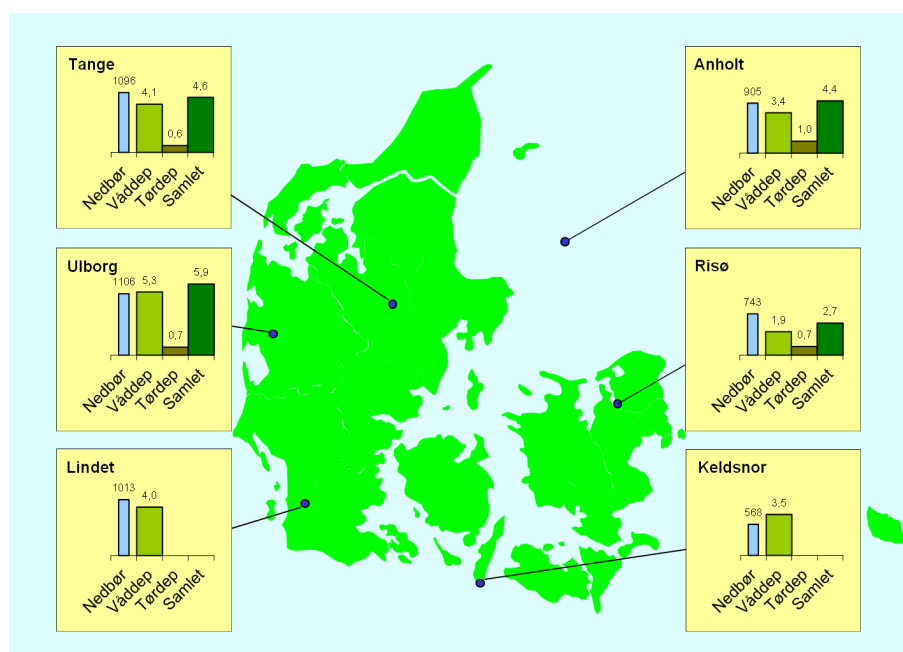 Tange
1096
4,1
0,6
4,6
Nedbør
Våddep
Tørdep
Samlet
Ulborg
1106
5,3
0,7
5,9
Nedbør
Våddep
Tørdep
Samlet
Lindet
1013
4,0
Nedbør
Våddep
Tørdep
Samlet
Anholt
905
3,4
1,0
4,4
Nedbør
Våddep
Tørdep
Samlet
Risø
743
1,9
0,7
2,7
Nedbør
Våddep
Tørdep
Samlet
Keldsnor
568
3,5
Nedbør
Våddep
Tørdep
Samlet